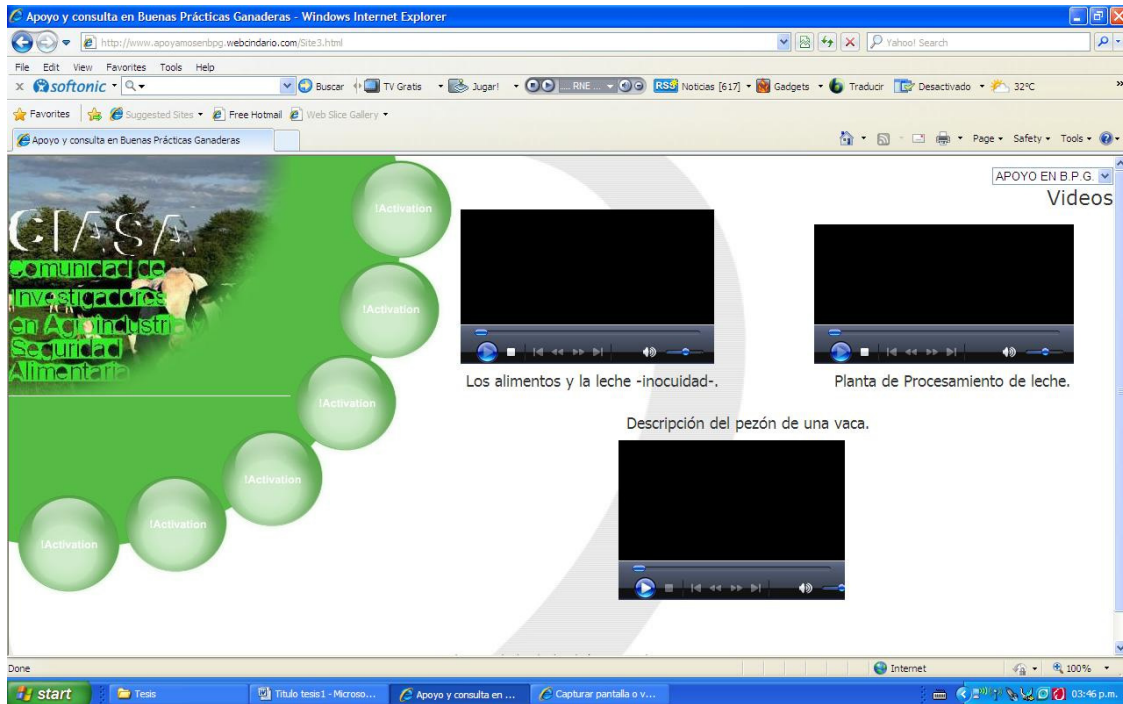 Apoyo y consulta en Buenas Prácticas Ganaderas - Windows Internet Explorer
http://www.apoyamosenbpg.webcindario.com/Site3.html
Yahoo! Search
File Edit View Favorites Tools Help
x softonic Buscar TV Gratis Jugar! .... RNE ... RSS Noticias [617] Gadgets Traducir Desactivado 32°C »
Favorites Suggested Sites Free Hotmail Web Slice Gallery
Apoyo y consulta en Buenas Prácticas Ganaderas
Page Safety Tools
APOYO EN B.P.G.
Videos
CIASA
Comunidad de
Investigadores
en Agroindustria y
Seguridad
Alimentaria
!Activation
!Activation
!Activation
!Activation
!Activation
!Activation
Los alimentos y la leche -inocuidad-.
Planta de Procesamiento de leche.
Descripción del pezón de una vaca.
Done
Internet
100%
start
Tesis
Titulo tesis1 - Microso...
Apoyo y consulta en ...
Capturar pantalla o v...
03:46 p.m.